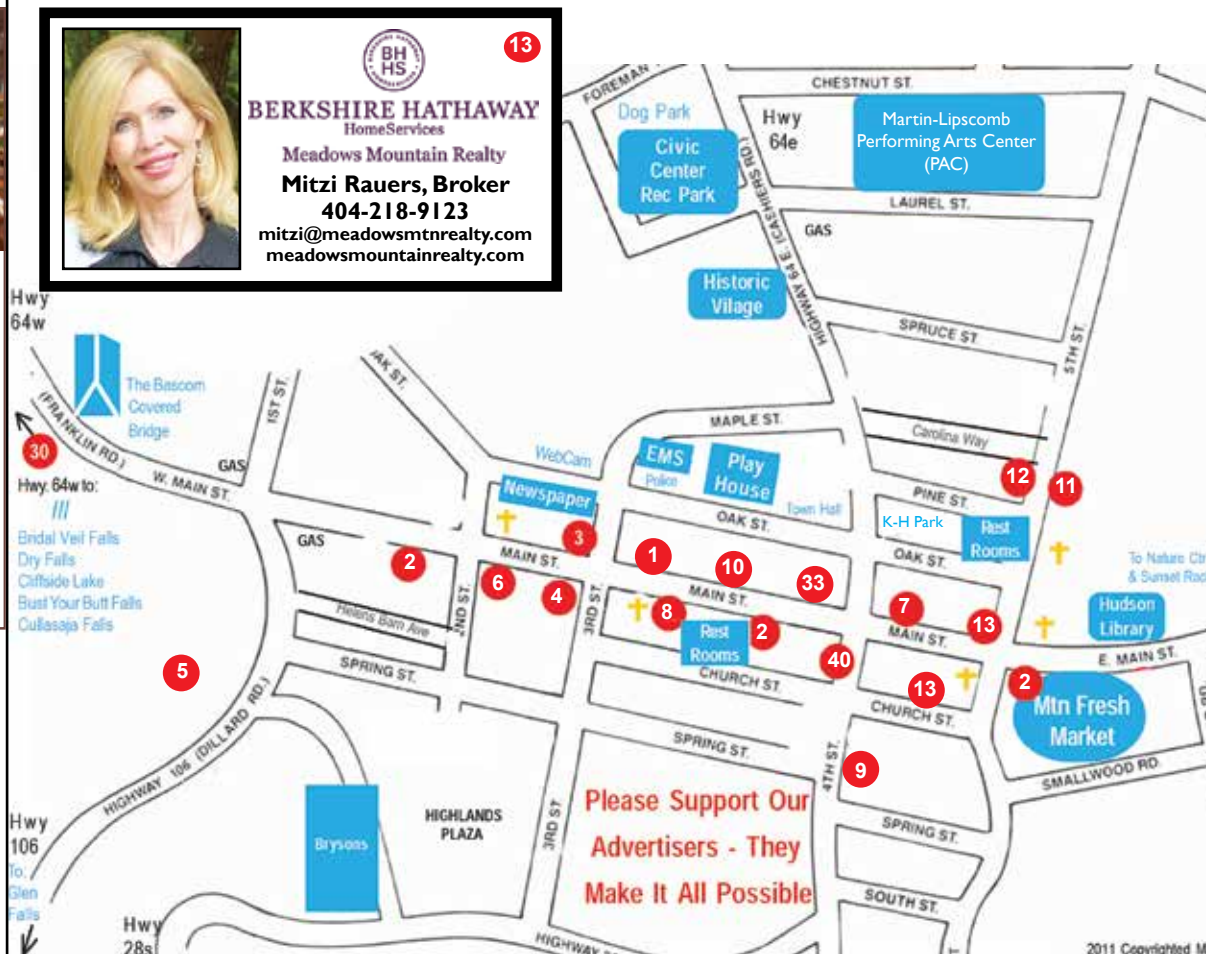 13
BH
HS
BERKSHIRE HATHAWAY
HomeServices
Meadows Mountain Realty
Mitzi Rauers, Broker
404-218-9123
mitzi@meadowsmtnrealty.com
meadowsmountainrealty.com
FOREMAN
Dog Park
Civic
Center
Rec Park
Hwy
64e
CHESTNUT ST.
Martin-Lipscomb
Performing Arts Center
(PAC)
LAUREL ST.
GAS
HIGHWAY 64 E. (CASHIERS RD.)
Historic
Vilage
SPRUCE ST.
5TH ST.
Hwy
64w
The Bascom
Covered
Bridge
1ST ST.
OAK ST.
MAPLE ST.
Carolina Way
(FRANKLIN RD.)
30
W. MAIN ST.
GAS
WebCam
EMS
Police
Play
House
Town Hall
12
11
PINE ST.
Hwy. 64w to:
Bridal Veil Falls
Dry Falls
Cliffside Lake
Bust Your Butt Falls
Cullasaja Falls
Newspaper
3
OAK ST.
K-H Park
Rest
Rooms
GAS
2
MAIN ST.
6
4
1
10
33
OAK ST.
To Nature Ctr
& Sunset Roc
2ND ST.
3RD ST.
MAIN ST.
8
Rest
Rooms
2
7
MAIN ST.
13
Hudson
Library
Helens Barn Ave
SPRING ST.
CHURCH ST.
40
13
CHURCH ST.
E. MAIN ST.
2
Mtn Fresh
Market
5
SPRING ST.
4TH ST.
9
SMALLWOOD RD.
HIGHWAY 106 (DILLARD RD.)
Hwy
106
To:
Glen
Falls
Brysons
HIGHLANDS
PLAZA
3RD ST
Please Support Our
Advertisers - They
Make It All Possible
SPRING ST.
SOUTH ST.
Hwy
28s
HIGHWAY
2011 Copyrighted M